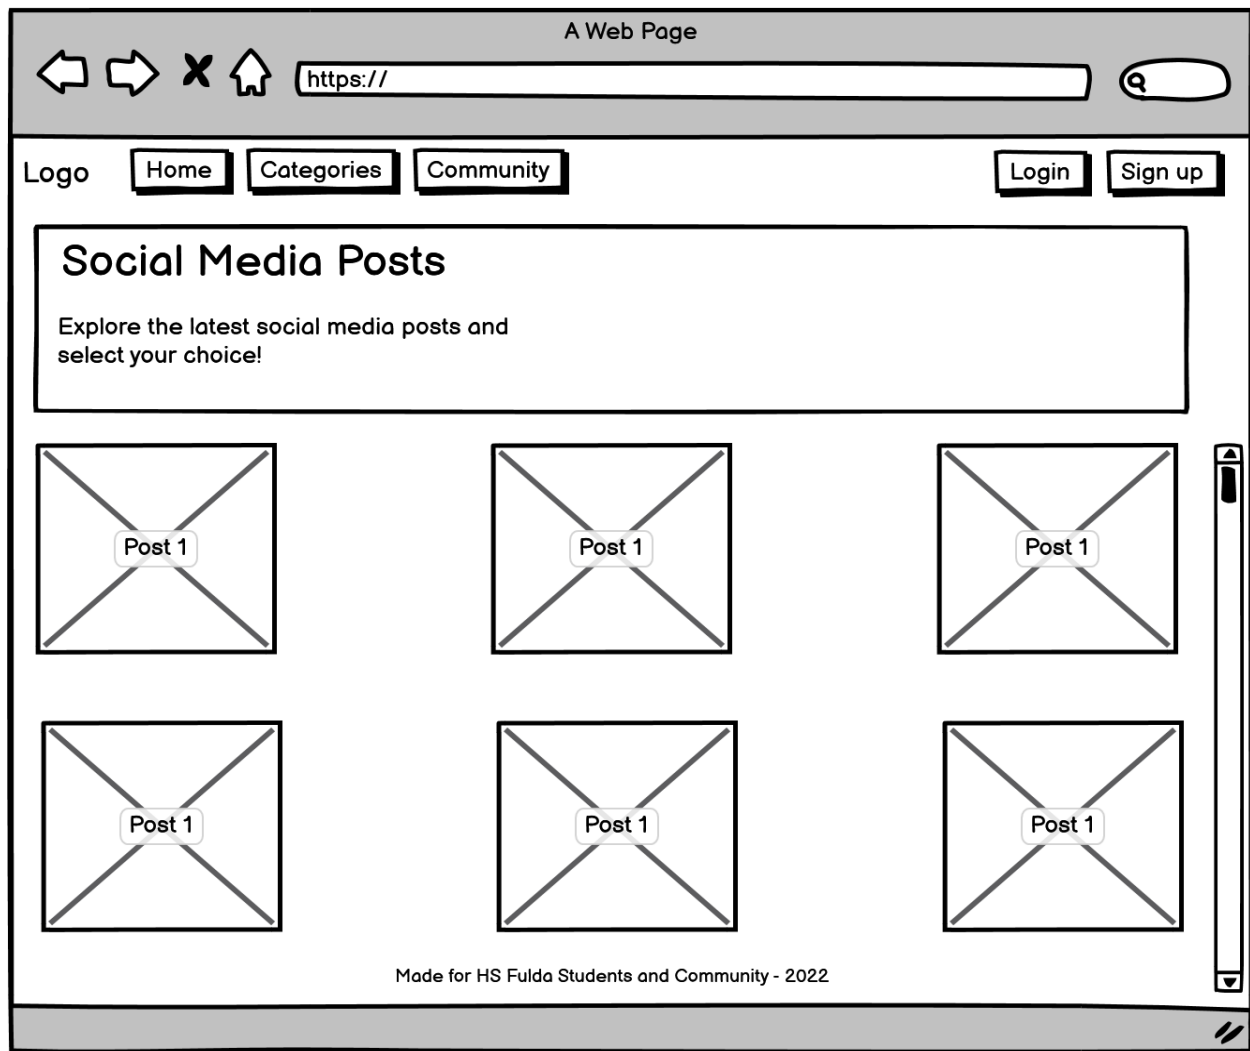 A Web Page
https://
Logo Home Categories Community Login Sign up
Social Media Posts
Explore the latest social media posts and
select your choice!
Post 1 Post 1 Post 1
Post 1 Post 1 Post 1
Made for HS Fulda Students and Community - 2022